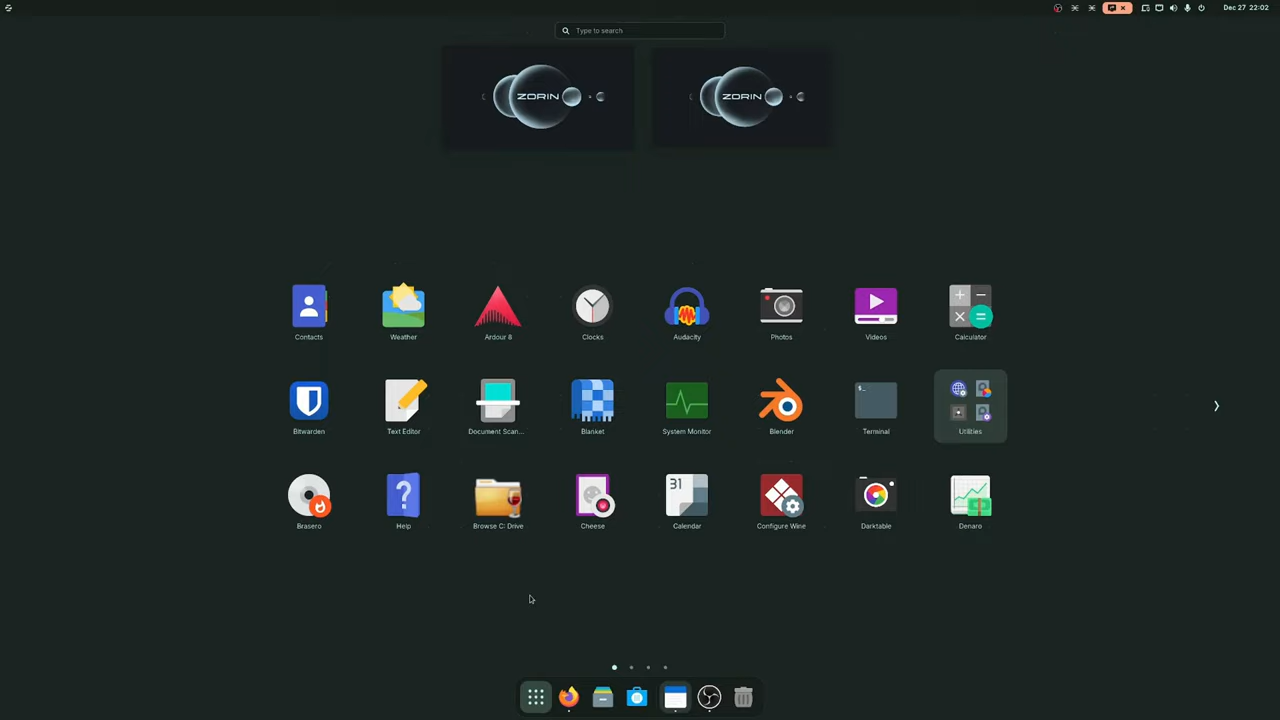 Dec 27 22:02
Type to search
ZORIN
ZORIN
Contacts
Weather
Ardour 8
Clocks
Audacity
Photos
Videos
Calculator
Bitwarden
Text Editor
Document Scan...
Blanket
System Monitor
Blender
Terminal
Utilities
Brasero
Help
Browse C: Drive
Cheese
31
Calendar
Configure Wine
Darktable
Denaro